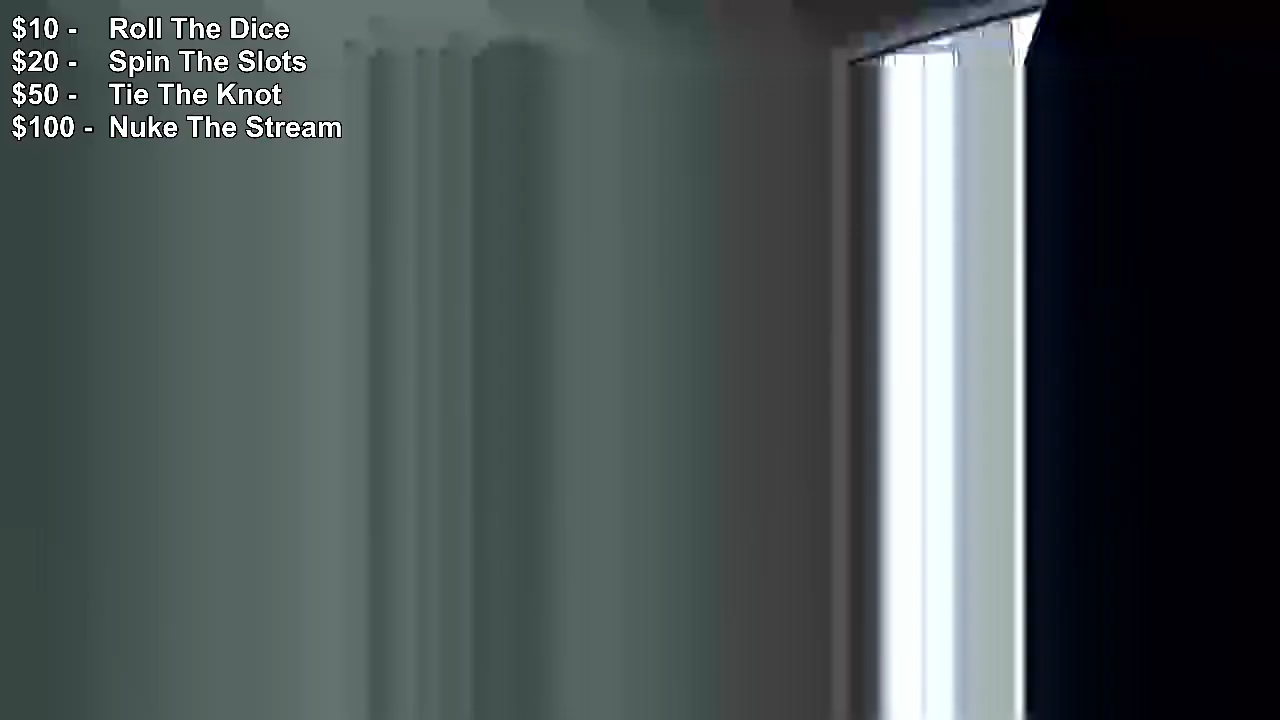 $10 - Roll The Dice
$20 - Spin The Slots
$50 - Tie The Knot
$100 - Nuke The Stream